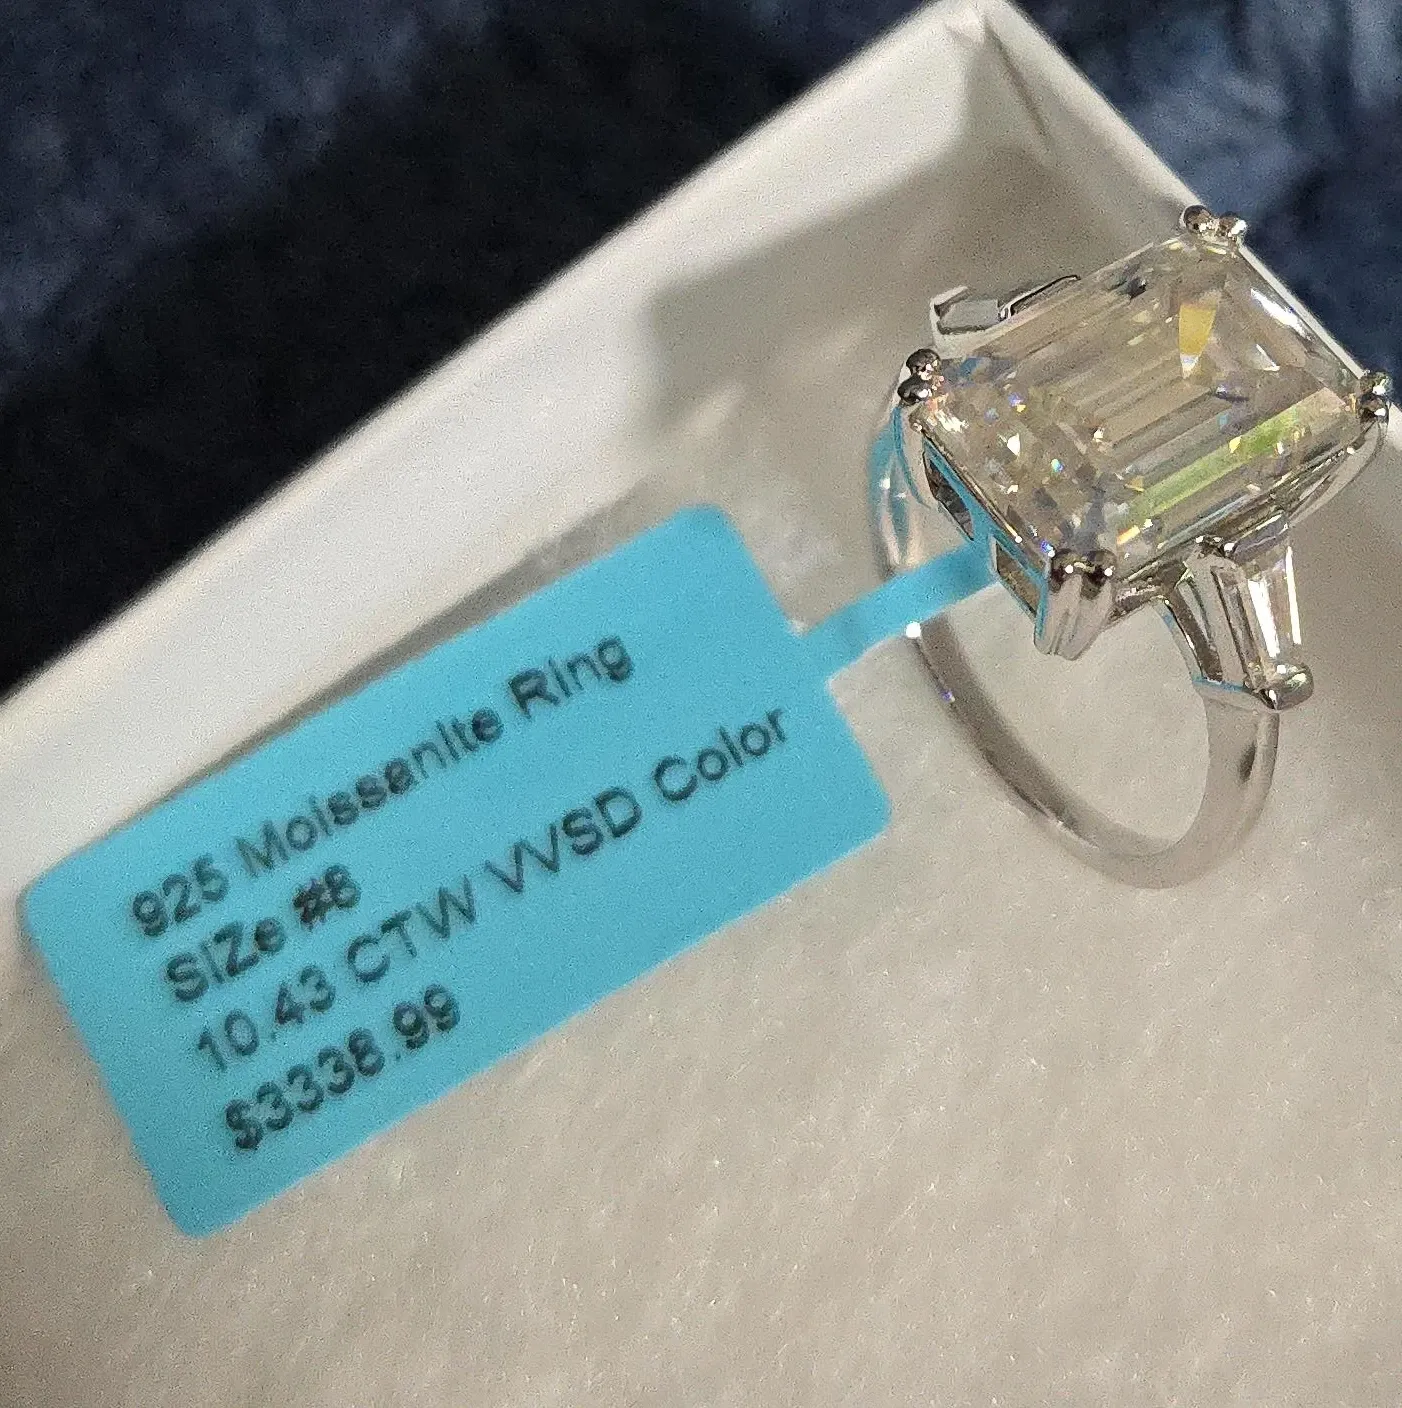 925 Moissanite Ring
SIZe #8
10.43 CTW VVSD Color
$3338.99